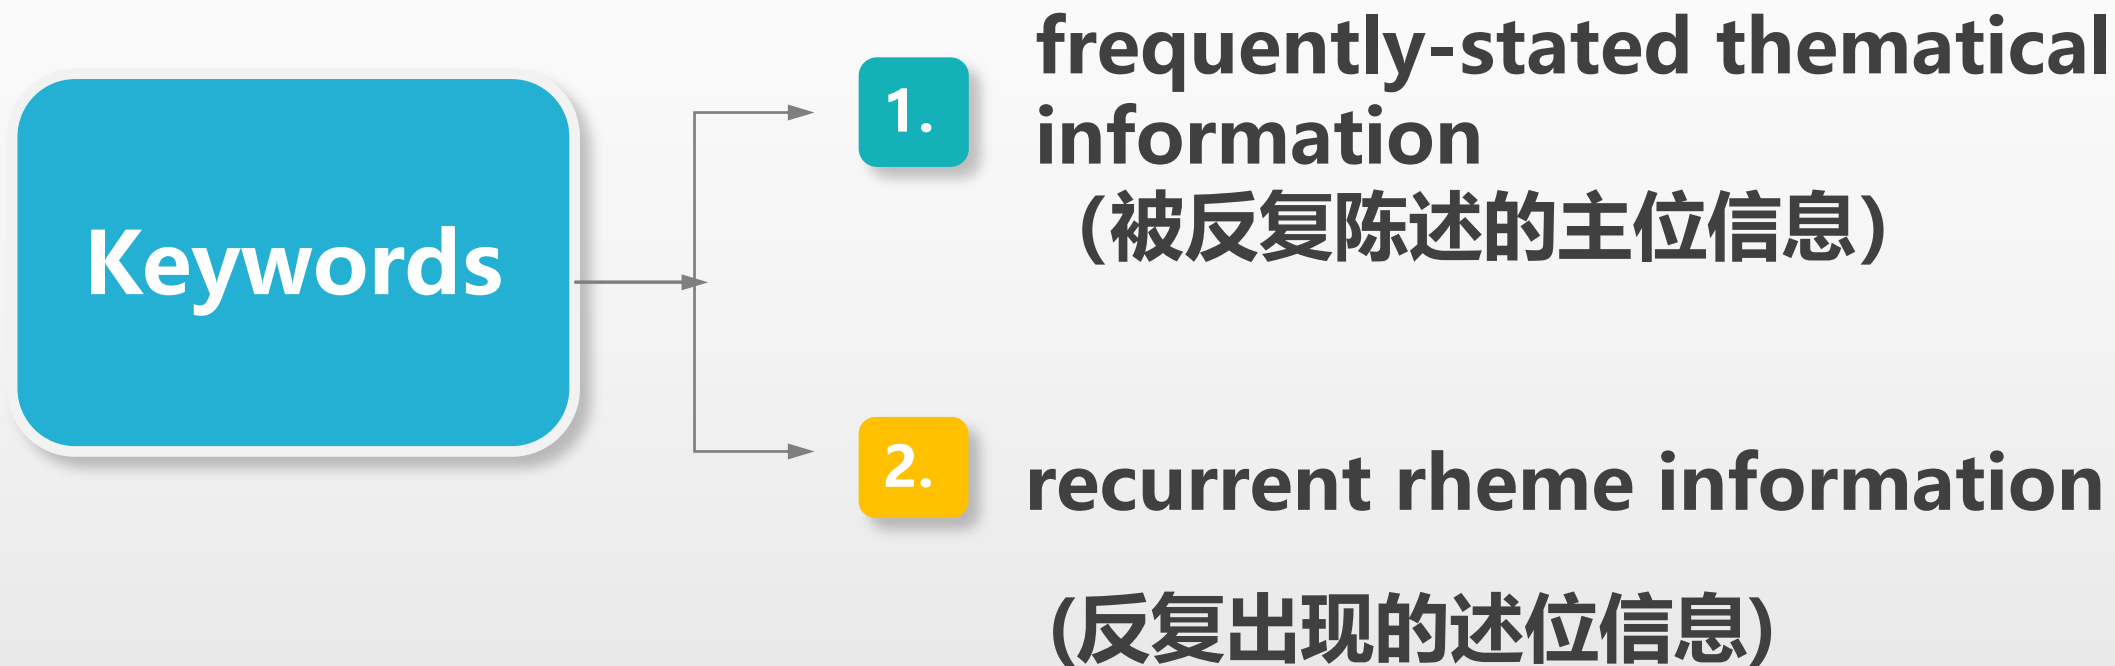 Keywords
1.
frequently-stated thematical
information
（被反复陈述的主位信息）
2.
recurrent rheme information
(反复出现的述位信息)